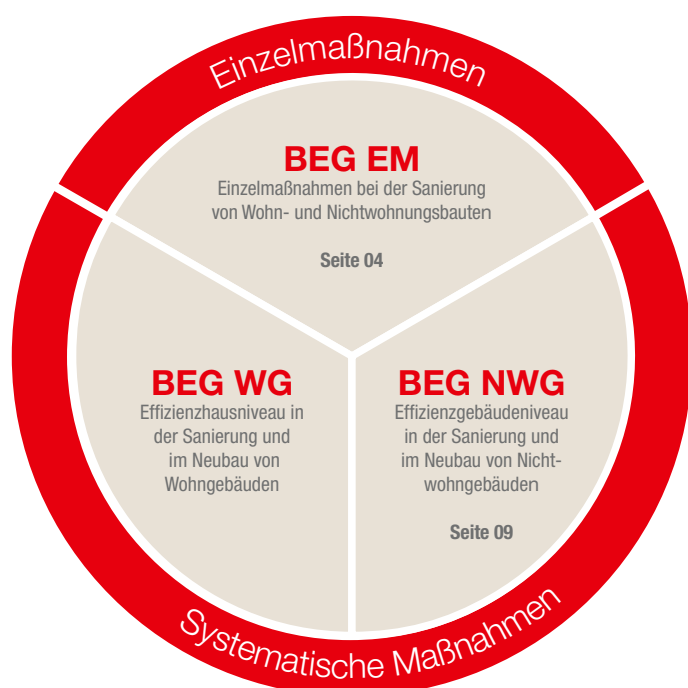 Einzelmaßnahmen
BEG EM
Einzelmaßnahmen bei der Sanierung
von Wohn- und Nichtwohnungsbauten
Seite 04
BEG WG
Effizienzhausniveau in
der Sanierung und
im Neubau von
Wohngebäuden
BEG NWG
Effizienzgebäudeniveau
in der Sanierung und
im Neubau von Nicht-
wohngebäuden
Seite 09
Systematische Maßnahmen